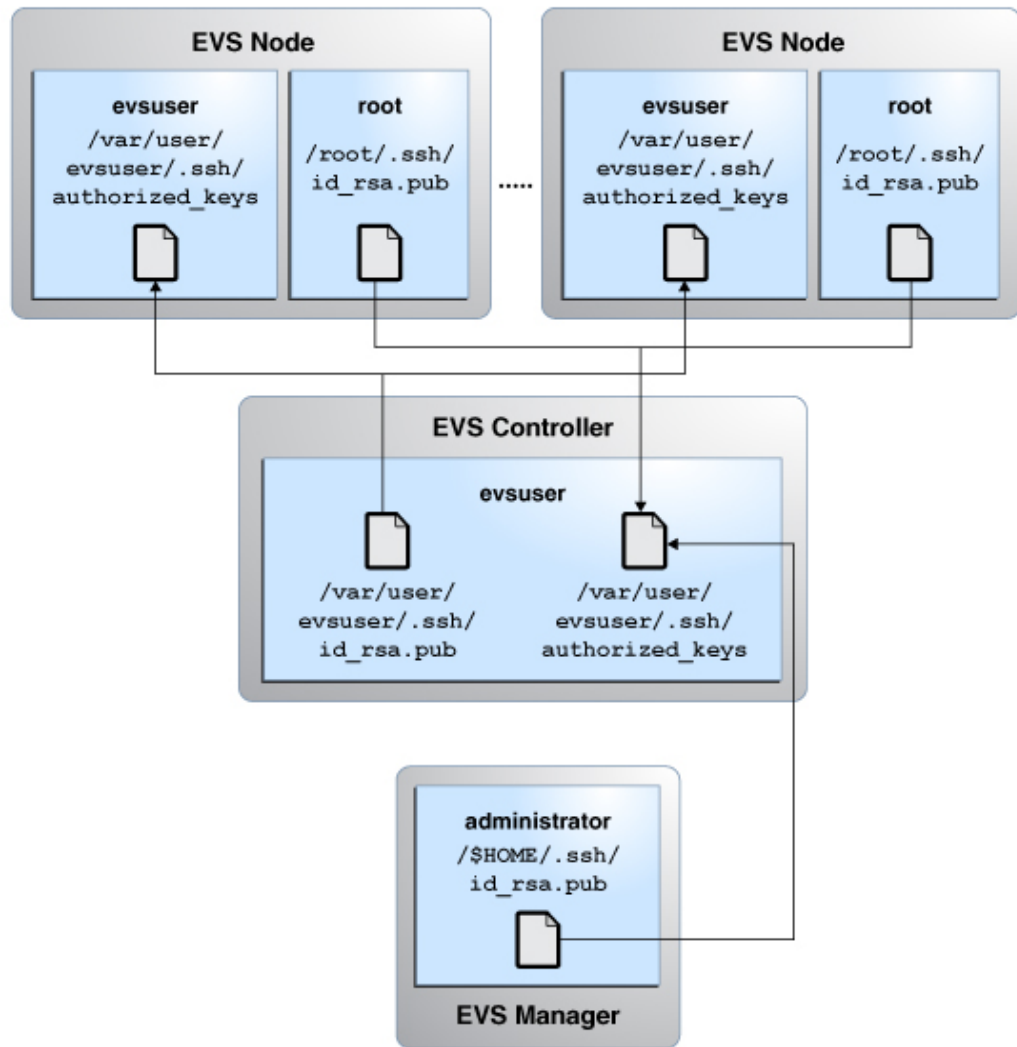 EVS Node
evsuser
/var/user/
evsuser/.ssh/
authorized_keys
root
/root/.ssh/
id_rsa.pub
.....
EVS Node
evsuser
/var/user/
evsuser/.ssh/
authorized_keys
root
/root/.ssh/
id_rsa.pub
EVS Controller
evsuser
/var/user/
evsuser/.ssh/
id_rsa.pub
/var/user/
evsuser/.ssh/
authorized_keys
administrator
/$HOME/.ssh/
id_rsa.pub
EVS Manager